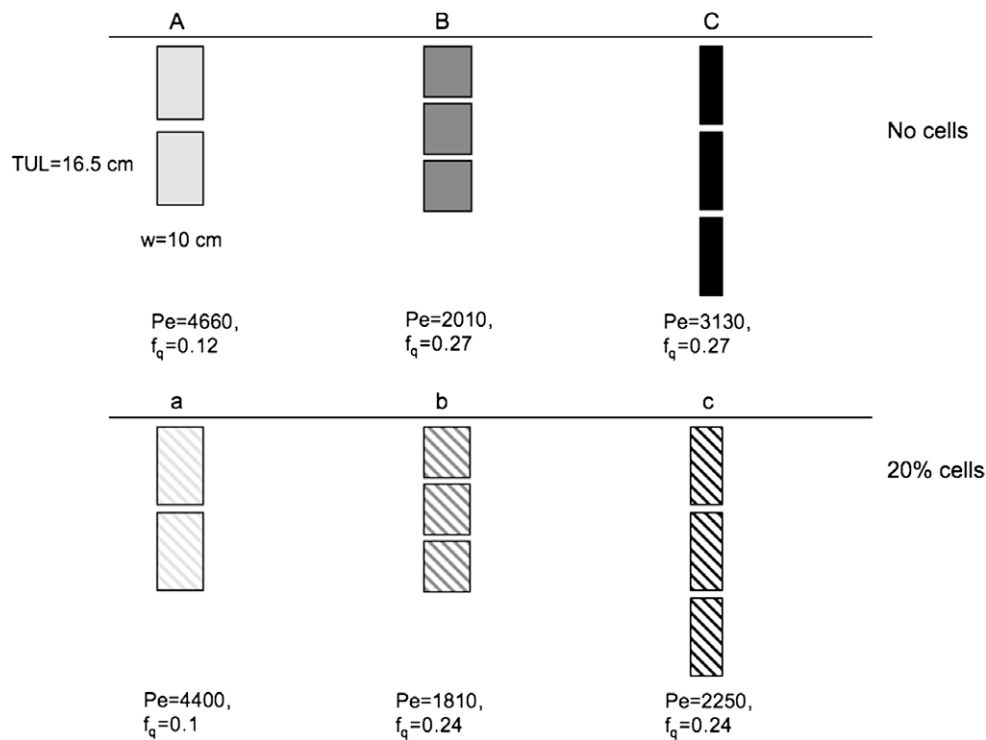 A B C
No cells
TUL=16.5 cm
w=10 cm
Pe=4660, Pe=2010, Pe=3130,
f_q=0.12 f_q=0.27 f_q=0.27
a b c
20% cells
Pe=4400, Pe=1810, Pe=2250,
f_q=0.1 f_q=0.24 f_q=0.24